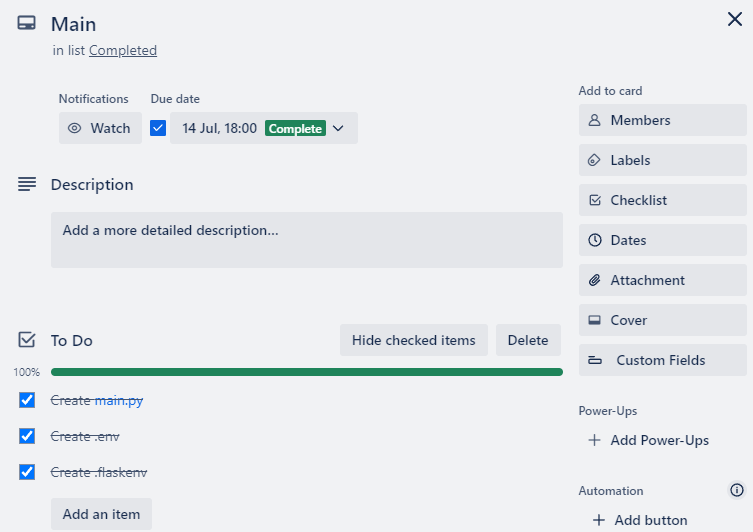 Main
in list Completed
Notifications
Due date
Watch
14 Jul, 18:00 Complete
Description
Add a more detailed description...
To Do
Hide checked items
Delete
100%
Create main.py
Create .env
Create .flaskenv
Add an item
Add to card
Members
Labels
Checklist
Dates
Attachment
Cover
Custom Fields
Power-Ups
Add Power-Ups
Automation
Add button